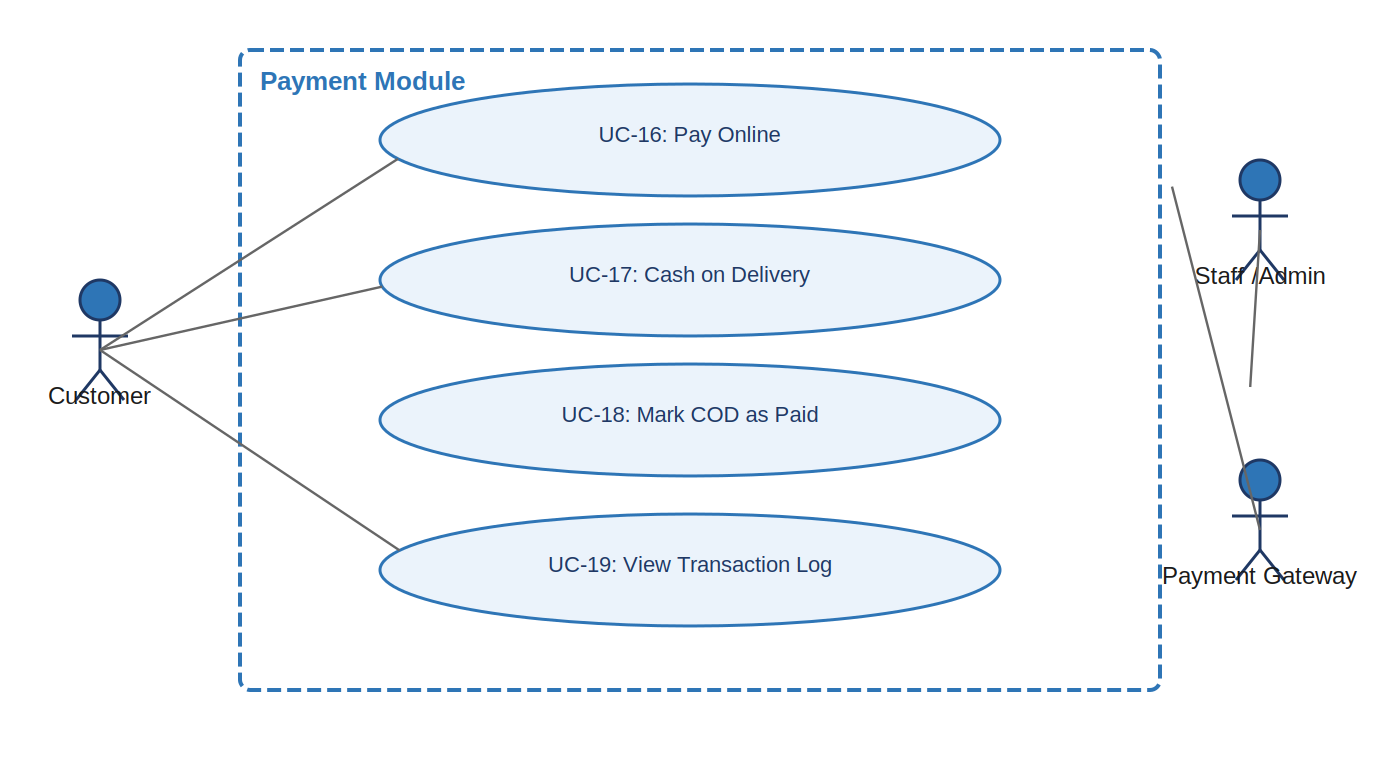 Payment Module
UC-16: Pay Online
UC-17: Cash on Delivery
Staff / Admin
Customer
UC-18: Mark COD as Paid
UC-19: View Transaction Log
Payment Gateway